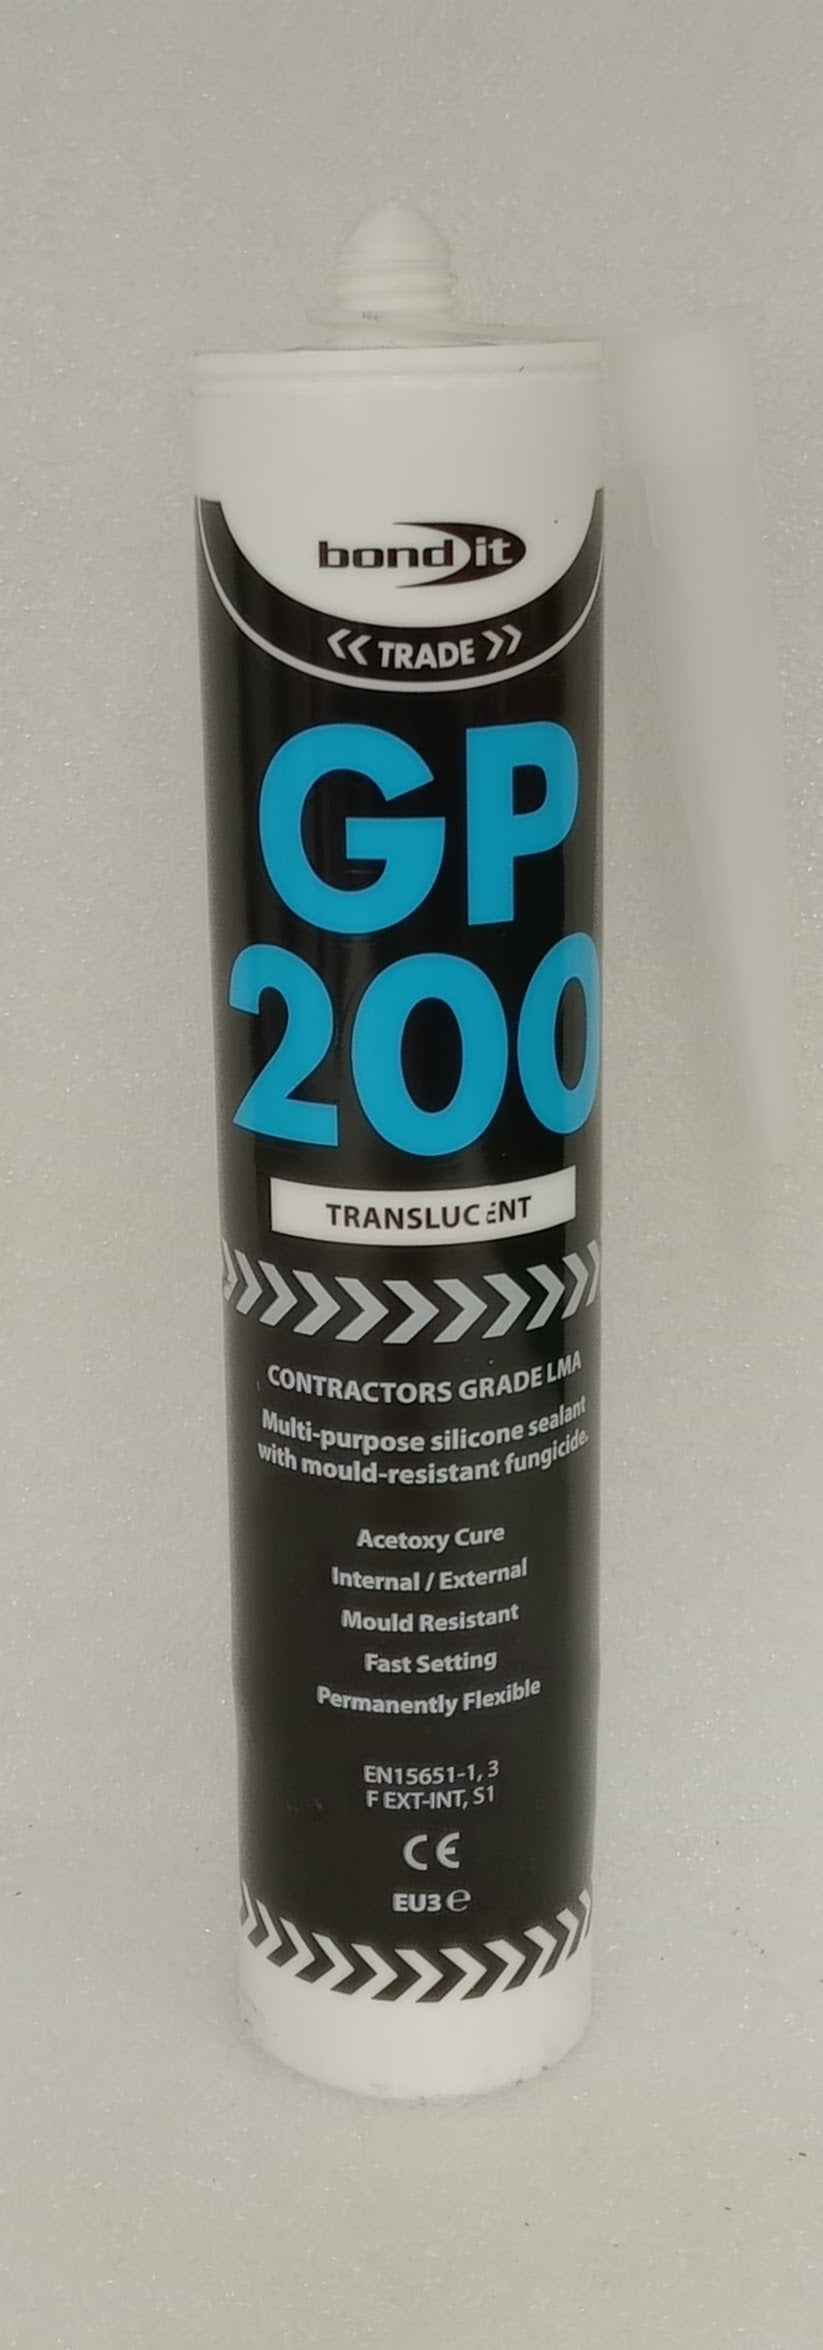 bond it
<< TRADE >>
GP
200
TRANSLUCENT
CONTRACTORS GRADE LMA
Multi-purpose silicone sealant
with mould-resistant fungicide.
Acetoxy Cure
Internal / External
Mould Resistant
Fast Setting
Permanently Flexible
EN15651-1, 3
F EXT-INT, S1
CE
EU3 e